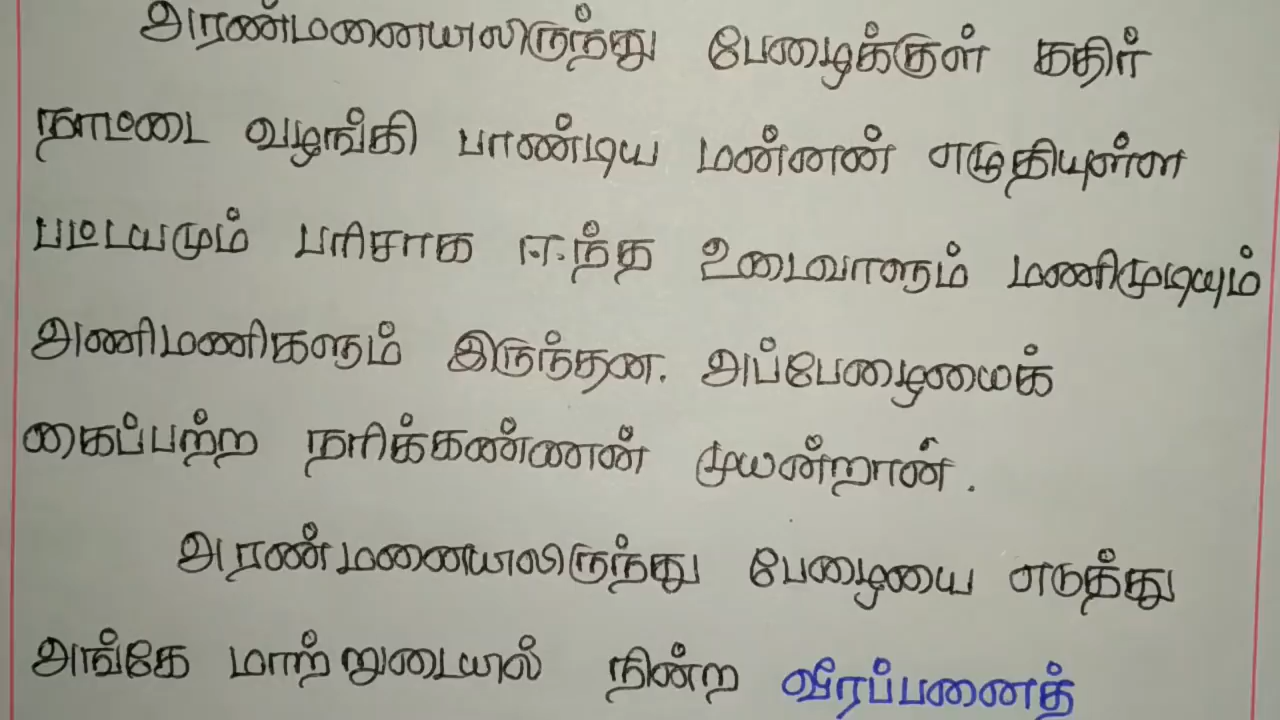 அரண்மனையிலிருந்து பேழைக்குள் கதிர்
நாட்டை வழங்கி பாண்டிய மன்னன் எழுதியுள்ள
பட்டயமும் பரிசாக ஈந்த உடைவாளும் மணிமுடியும்
அணிமணிகளும் இருந்தன. அப்பேழைமைக்
கைப்பற்ற நரிக்கண்ணன் முயன்றான்.
அரண்மனையிலிருந்து பேழையை எடுத்து
அங்கே மாற்றுடையில் நின்ற வீரப்பனைத்